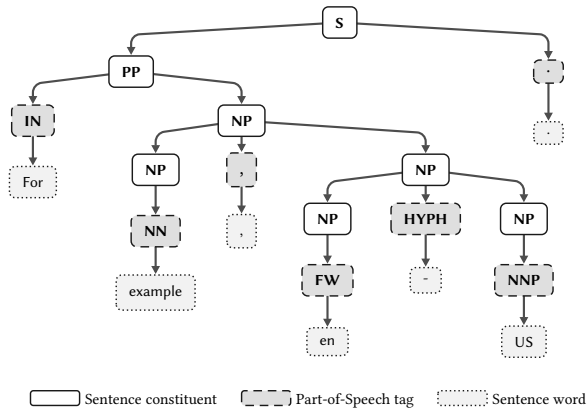 S
PP .
IN NP .
For NP , NP
NN , NP HYPH NP
example FW - NNP
en US
Sentence constituent Part-of-Speech tag Sentence word